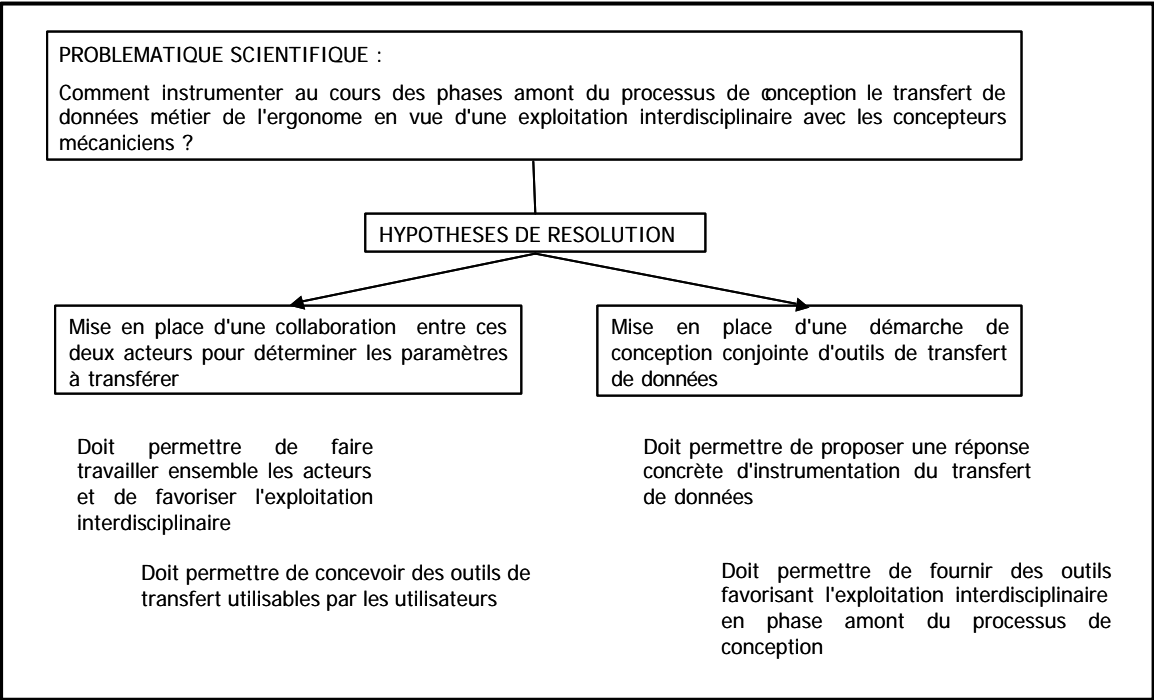 PROBLEMATIQUE SCIENTIFIQUE :
Comment instrumenter au cours des phases amont du processus de conception le transfert de
données métier de l'ergonome en vue d'une exploitation interdisciplinaire avec les concepteurs
mécaniciens ?
HYPOTHESES DE RESOLUTION
Mise en place d'une collaboration entre ces
deux acteurs pour déterminer les paramètres
à transférer
Mise en place d'une démarche de
conception conjointe d'outils de transfert
de données
Doit permettre de faire
travailler ensemble les acteurs
et de favoriser l'exploitation
interdisciplinaire
Doit permettre de proposer une réponse
concrète d'instrumentation du transfert
de données
Doit permettre de concevoir des outils de
transfert utilisables par les utilisateurs
Doit permettre de fournir des outils
favorisant l'exploitation interdisciplinaire
en phase amont du processus de
conception